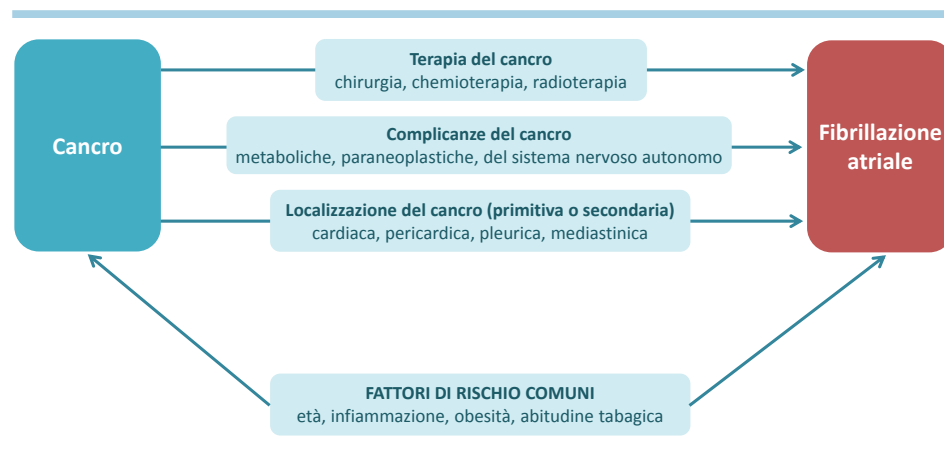 Terapia del cancro
chirurgia, chemioterapia, radioterapia
Cancro
Complicanze del cancro
metaboliche, paraneoplastiche, del sistema nervoso autonomo
Fibrillazione
atriale
Localizzazione del cancro (primitiva o secondaria)
cardiaca, pericardica, pleurica, mediastinica
FATTORI DI RISCHIO COMUNI
età, infiammazione, obesità, abitudine tabagica